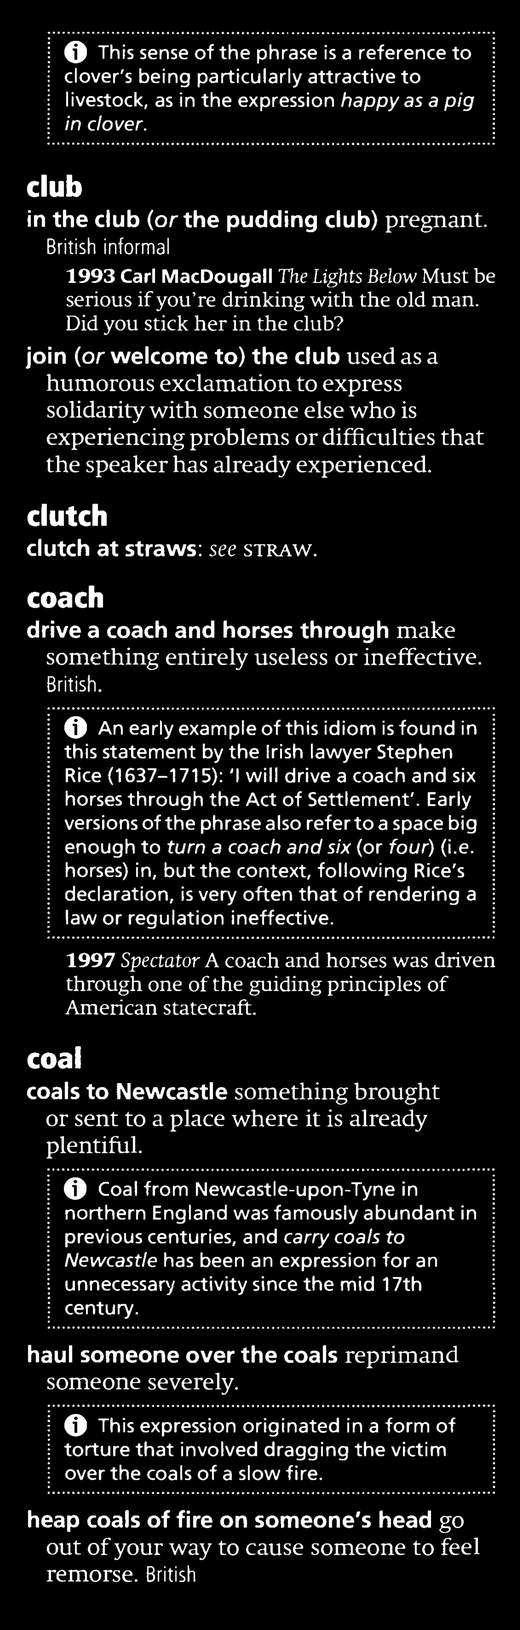 ⓘ This sense of the phrase is a reference to
clover's being particularly attractive to
livestock, as in the expression happy as a pig
in clover.
club
in the club (or the pudding club) pregnant.
British informal
1993 Carl MacDougall The Lights Below Must be
serious if you're drinking with the old man.
Did you stick her in the club?
join (or welcome to) the club used as a
humorous exclamation to express
solidarity with someone else who is
experiencing problems or difficulties that
the speaker has already experienced.
clutch
clutch at straws: see STRAW.
coach
drive a coach and horses through make
something entirely useless or ineffective.
British.
ⓘ An early example of this idiom is found in
this statement by the Irish lawyer Stephen
Rice (1637–1715): 'I will drive a coach and six
horses through the Act of Settlement'. Early
versions of the phrase also refer to a space big
enough to turn a coach and six (or four) (i.e.
horses) in, but the context, following Rice's
declaration, is very often that of rendering a
law or regulation ineffective.
1997 Spectator A coach and horses was driven
through one of the guiding principles of
American statecraft.
coal
coals to Newcastle something brought
or sent to a place where it is already
plentiful.
ⓘ Coal from Newcastle-upon-Tyne in
northern England was famously abundant in
previous centuries, and carry coals to
Newcastle has been an expression for an
unnecessary activity since the mid 17th
century.
haul someone over the coals reprimand
someone severely.
ⓘ This expression originated in a form of
torture that involved dragging the victim
over the coals of a slow fire.
heap coals of fire on someone's head go
out of your way to cause someone to feel
remorse. British